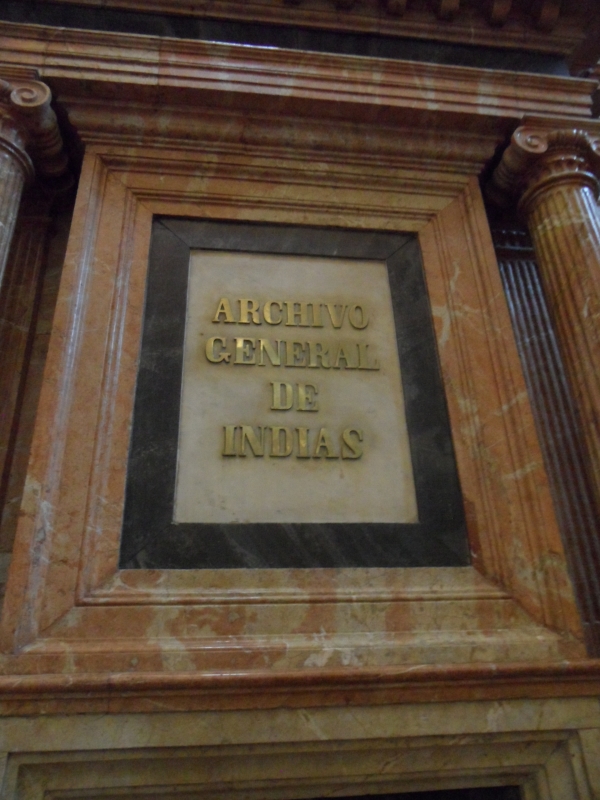 ARCHIVO
GENERAL
DE
INDIAS